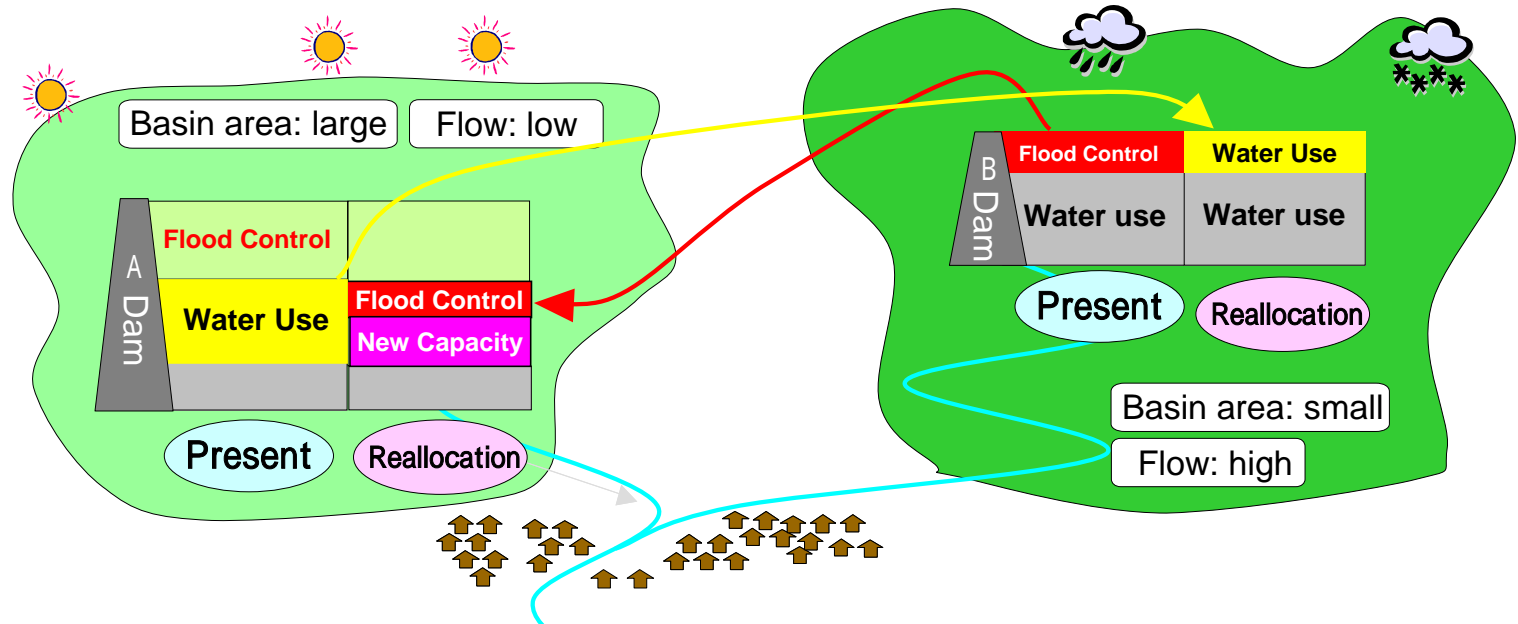 Basin area: large
Flow: low
A Dam
Flood Control
Water Use
Flood Control
New Capacity
Present
Reallocation
B Dam
Flood Control
Water Use
Water use
Water use
Present
Reallocation
Basin area: small
Flow: high